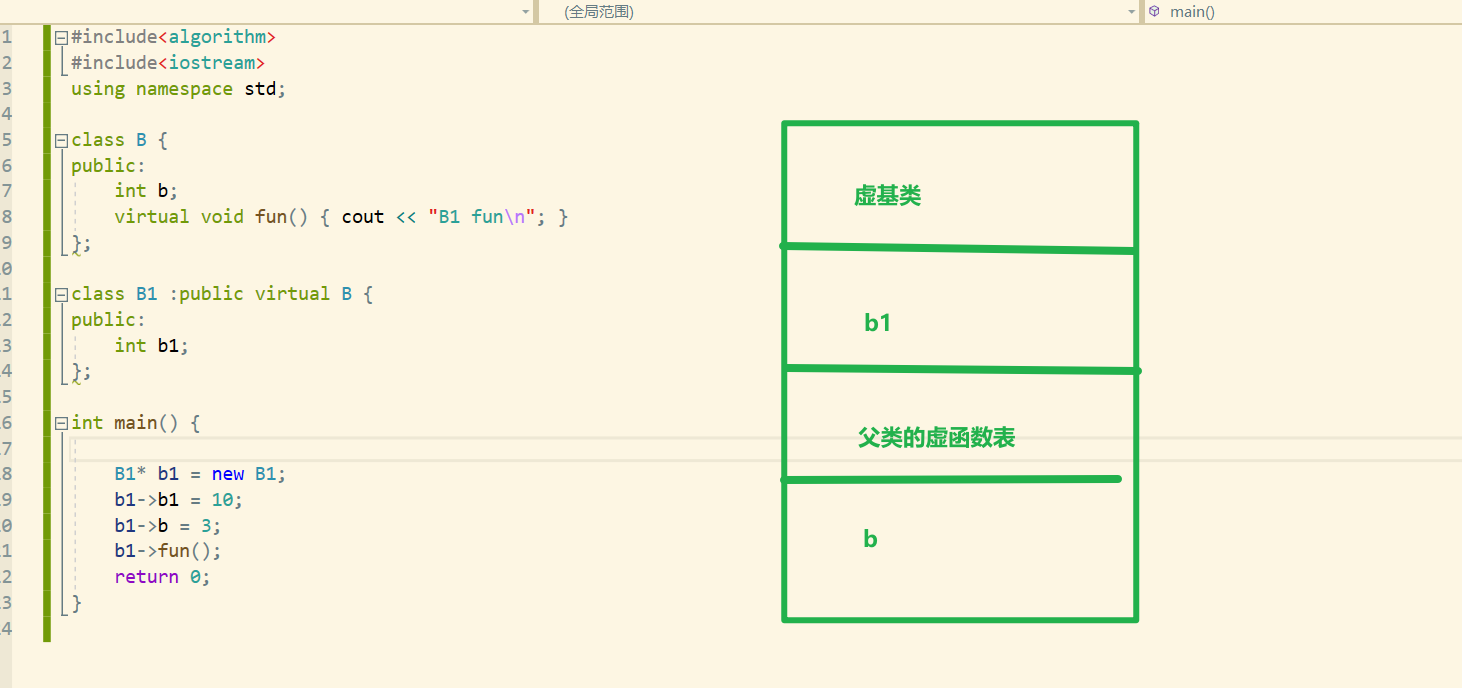 (全局范围) main()
1 #include<algorithm>
2 #include<iostream>
3 using namespace std;
4
5 class B {
6 public:
7 int b;
8 virtual void fun() { cout << "B1 fun\n"; }
9 };
0
1 class B1 :public virtual B {
2 public:
3 int b1;
4 };
5
6 int main() {
7
8 B1* b1 = new B1;
9 b1->b1 = 10;
0 b1->b = 3;
1 b1->fun();
2 return 0;
3 }
4
虚基类
b1
父类的虚函数表
b